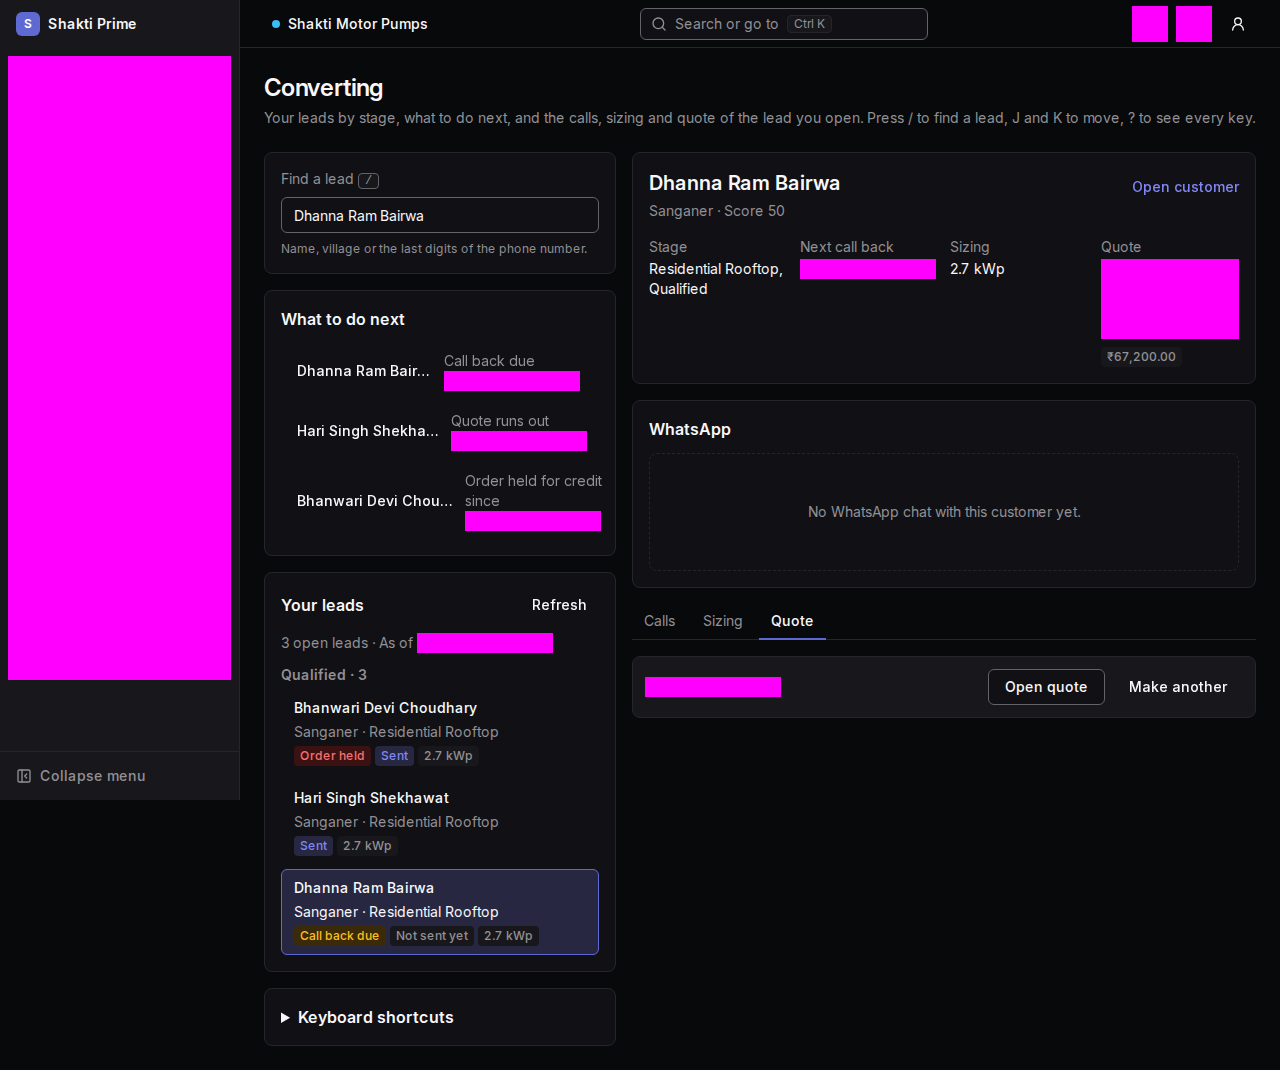 S Shakti Prime
Shakti Motor Pumps
Search or go to Ctrl K
Converting
Your leads by stage, what to do next, and the calls, sizing and quote of the lead you open. Press / to find a lead, J and K to move, ? to see every key.
Find a lead /
Dhanna Ram Bairwa
Name, village or the last digits of the phone number.
What to do next
Dhanna Ram Bair…
Call back due
Hari Singh Shekha…
Quote runs out
Bhanwari Devi Chou…
Order held for credit
since
Your leads
Refresh
3 open leads · As of
Qualified · 3
Bhanwari Devi Choudhary
Sanganer · Residential Rooftop
Order held Sent 2.7 kWp
Hari Singh Shekhawat
Sanganer · Residential Rooftop
Sent 2.7 kWp
Dhanna Ram Bairwa
Sanganer · Residential Rooftop
Call back due Not sent yet 2.7 kWp
Keyboard shortcuts
Dhanna Ram Bairwa
Open customer
Sanganer · Score 50
Stage
Residential Rooftop,
Qualified
Next call back
Sizing
2.7 kWp
Quote
₹67,200.00
WhatsApp
No WhatsApp chat with this customer yet.
Calls Sizing Quote
Open quote Make another
Collapse menu